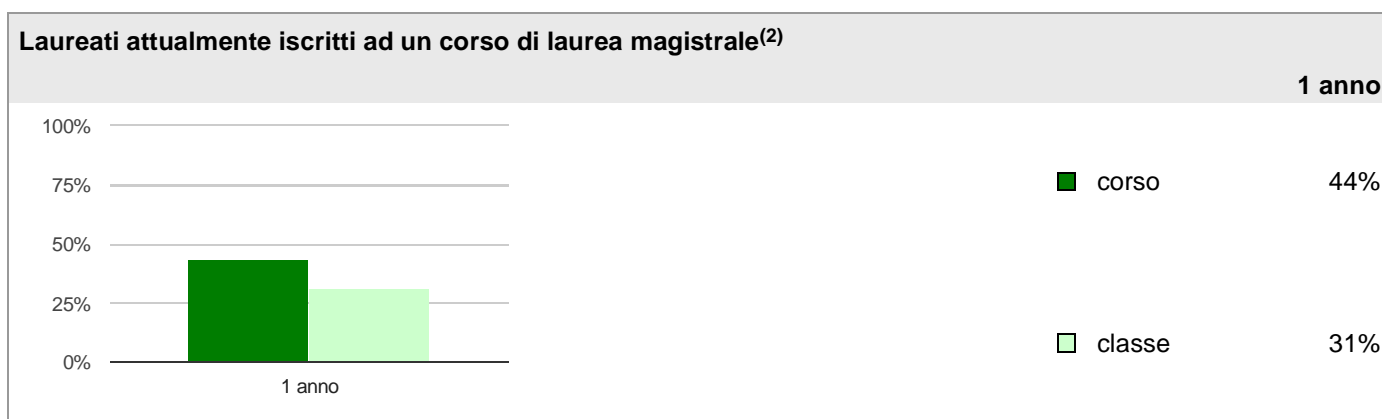 Laureati attualmente iscritti ad un corso di laurea magistrale(2)
1 anno
100%
75%
50%
25%
0%
1 anno
corso 44%
classe 31%